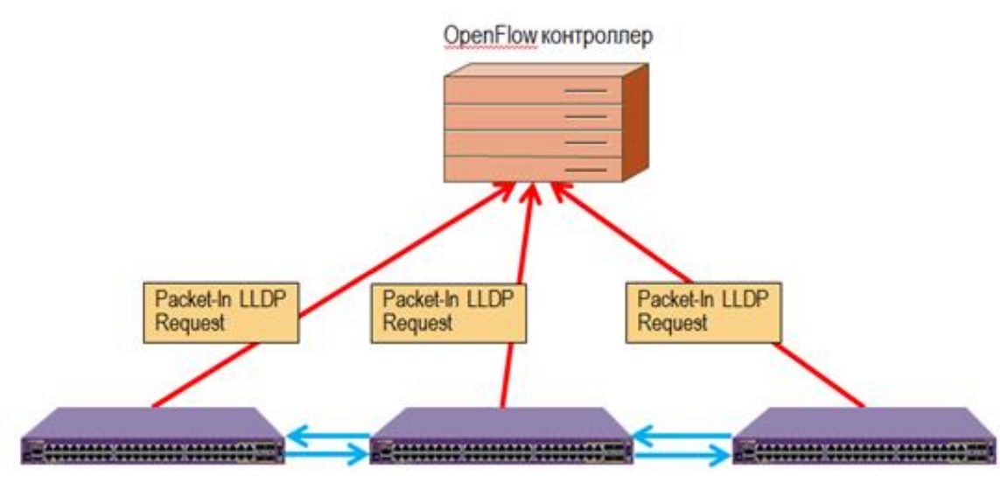 OpenFlow контроллер
Packet-In LLDP
Request
Packet-In LLDP
Request
Packet-In LLDP
Request